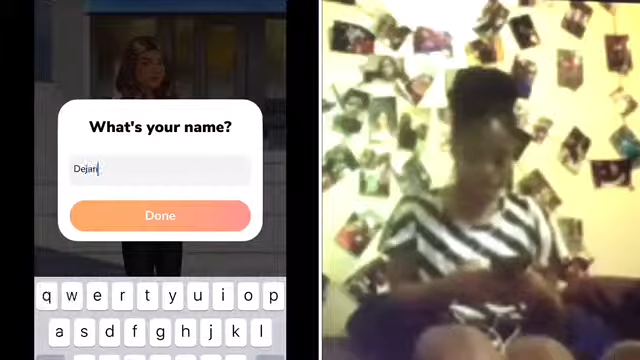 What's your name?
Dejan
Done
q w e r t y u i o p
a s d f g h j k l